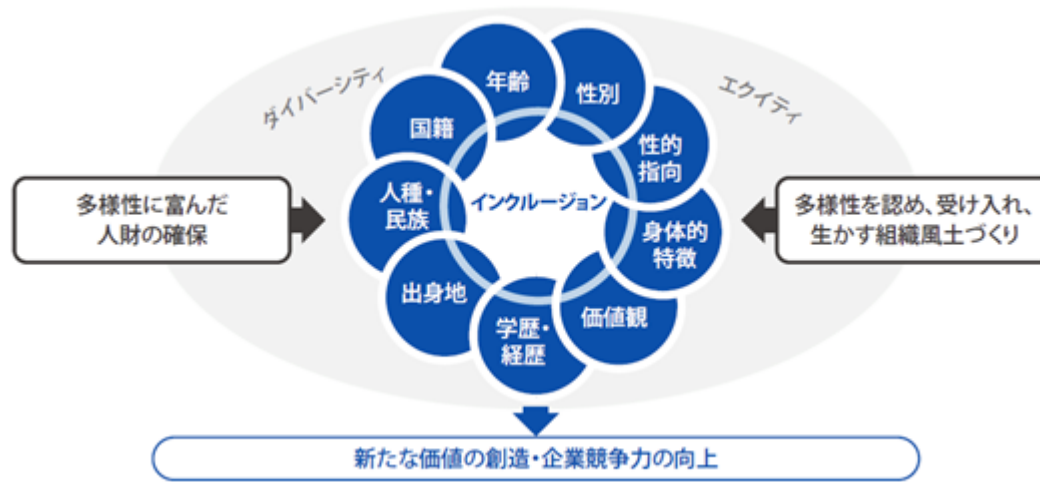 ダイバーシティ
エクイティ
年齢
性別
国籍
性的
指向
人種・
民族
インクルージョン
身体的
特徴
出身地
価値観
学歴・
経歴
多様性に富んだ
人財の確保
多様性を認め、受け入れ、
生かす組織風土づくり
新たな価値の創造・企業競争力の向上